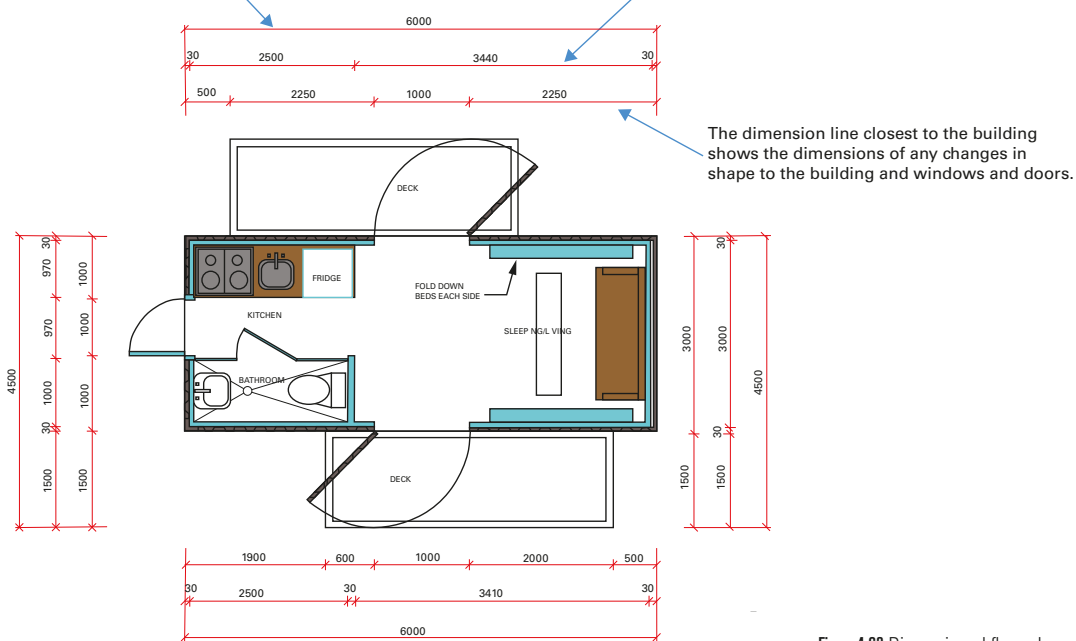 6000
30 2500 3440 30
500 2250 1000 2250
The dimension line closest to the building
shows the dimensions of any changes in
shape to the building and windows and doors.
DECK
FRIDGE
FOLD DOWN
BEDS EACH SIDE
KITCHEN
SLEEP NG/L VING
BATHROOM
DECK
4500
30
970
970
1000
30
1500
1000
1000
1000
1500
3000
1500
30
3000
30
1500
4500
1900 600 1000 2000 500
30 2500 30 3410 30
6000